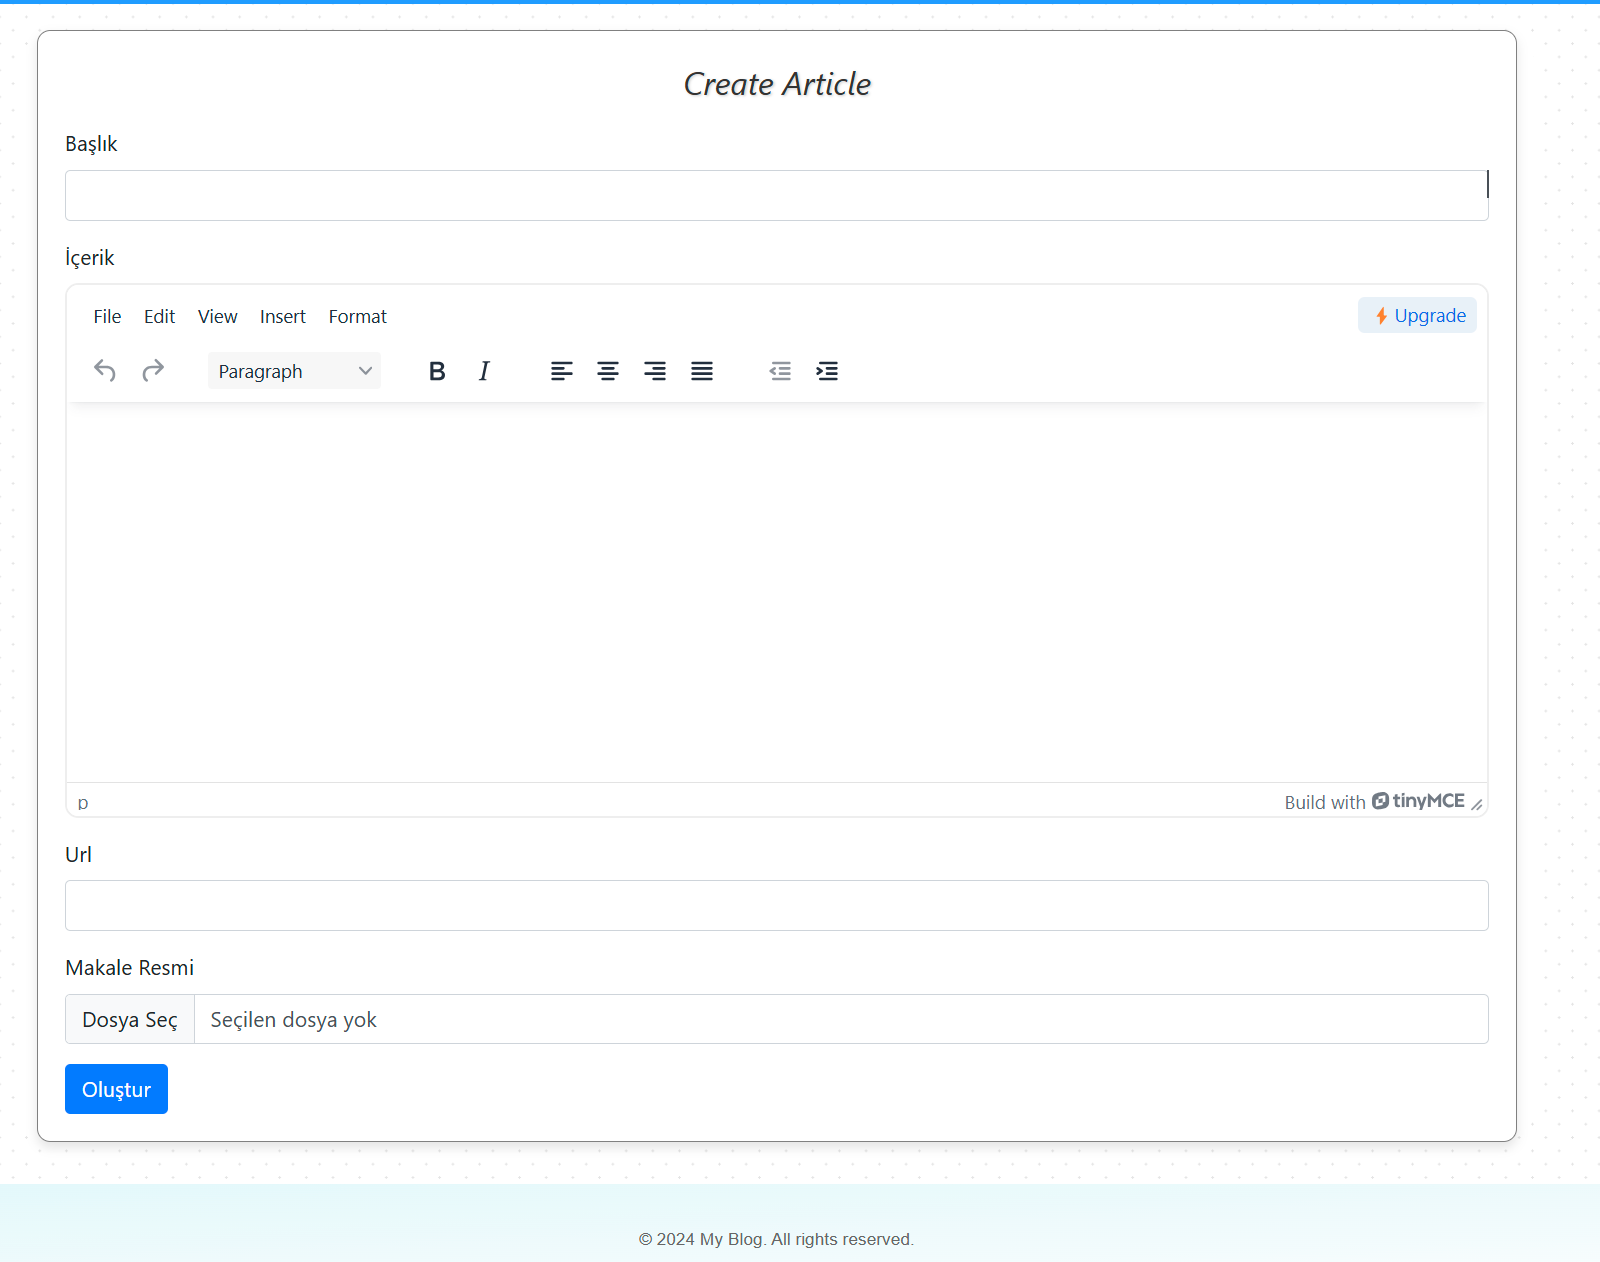 Create Article
Başlık
İçerik
File Edit View Insert Format Upgrade
Paragraph B I
p Build with tinyMCE
Url
Makale Resmi
Dosya Seç Seçilen dosya yok
Oluştur
© 2024 My Blog. All rights reserved.